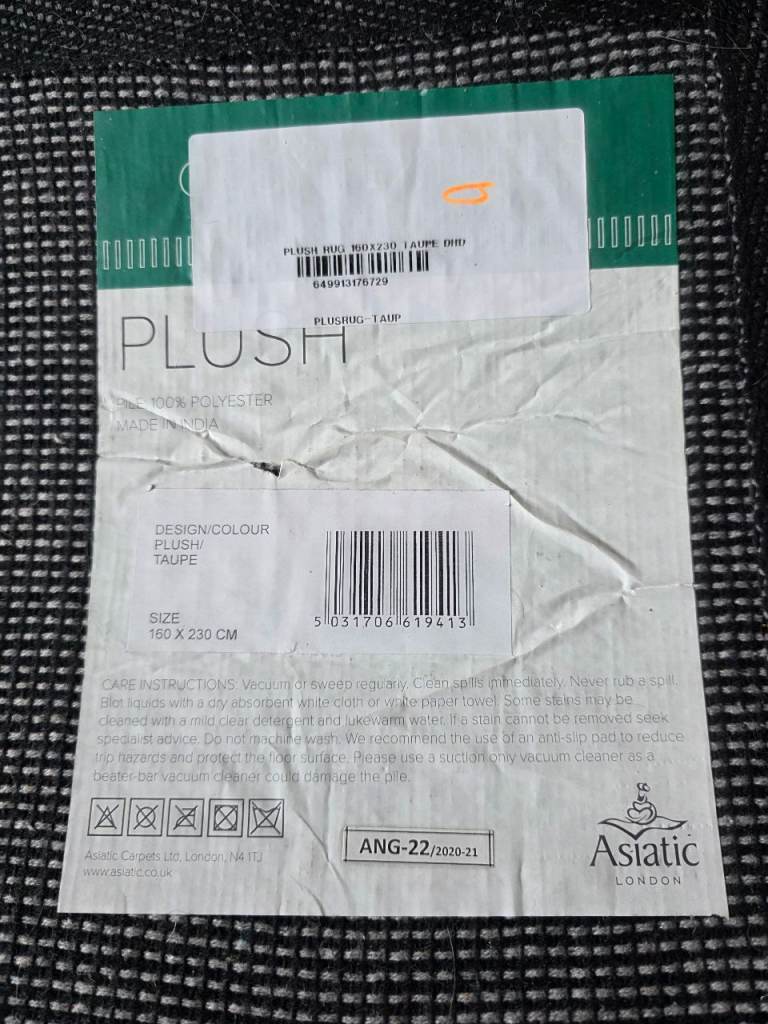 PLUSH RUG 160X230 TAUPE DHD
649913176729
PLUSRUG-TAUP
PLUSH
PILE 100% POLYESTER
MADE IN INDIA
DESIGN/COLOUR
PLUSH/
TAUPE
SIZE
160 X 230 CM
5 031706 619413
CARE INSTRUCTIONS: Vacuum or sweep regularly. Clean spills immediately. Never rub a spill.
Blot liquids with a dry absorbent white cloth or white paper towel. Some stains may be
cleaned with a mild clear detergent and lukewarm water. If a stain cannot be removed seek
specialist advice. Do not machine wash. We recommend the use of an anti-slip pad to reduce
trip hazards and protect the floor surface. Please use a suction only vacuum cleaner as a
beater-bar vacuum cleaner could damage the pile.
Asiatic Carpets Ltd, London, N4 1TJ
www.asiatic.co.uk
ANG-22/2020-21
Asiatic
LONDON